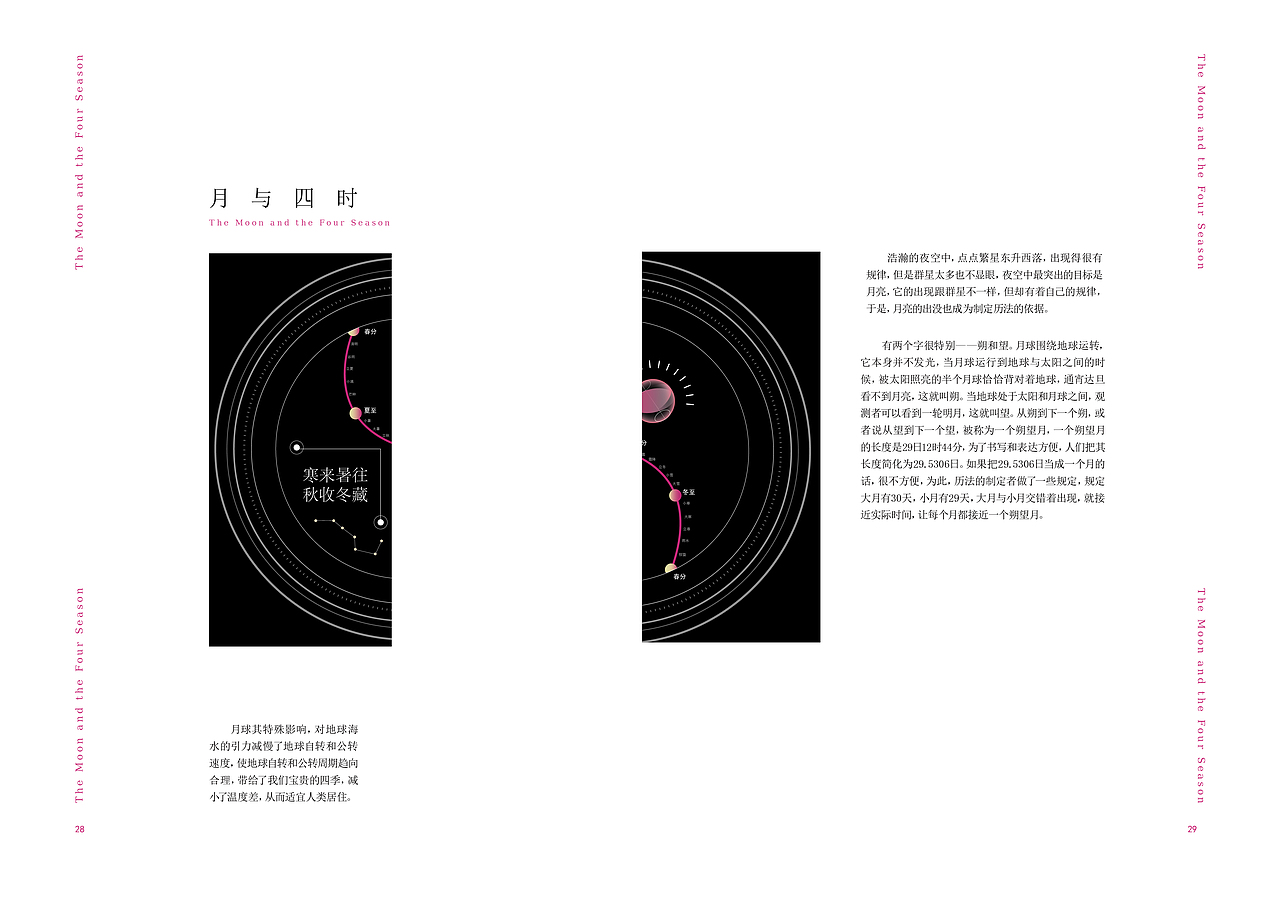 The Moon and the Four Season
The Moon and the Four Season
月与四时
The Moon and the Four Season
春分
夏至
寒来暑往
秋收冬藏
月球其特殊影响，对地球海
水的引力减慢了地球自转和公转
速度，使地球自转和公转周期趋向
合理，带给了我们宝贵的四季，减
小了温度差，从而适宜人类居住。
28
冬至
春分
浩瀚的夜空中，点点繁星东升西落，出现得很有
规律，但是群星太多也不显眼，夜空中最突出的目标是
月亮，它的出现跟群星不一样，但却有着自己的规律，
于是，月亮的出没也成为制定历法的依据。
有两个字很特别——朔和望。月球围绕地球运转，
它本身并不发光，当月球运行到地球与太阳之间的时
候，被太阳照亮的半个月球恰恰背对着地球，通宵达旦
看不到月亮，这就叫朔。当地球处于太阳和月球之间，观
测者可以看到一轮明月，这就叫望。从朔到下一个朔，或
者说从望到下一个望，被称为一个朔望月，一个朔望月
的长度是29日12时44分，为了书写和表达方便，人们把其
长度简化为29.5306日。如果把29.5306日当成一个月的
话，很不方便，为此，历法的制定者做了一些规定，规定
大月有30天，小月有29天，大月与小月交错着出现，就接
近实际时间，让每个月都接近一个朔望月。
The Moon and the Four Season
The Moon and the Four Season
29